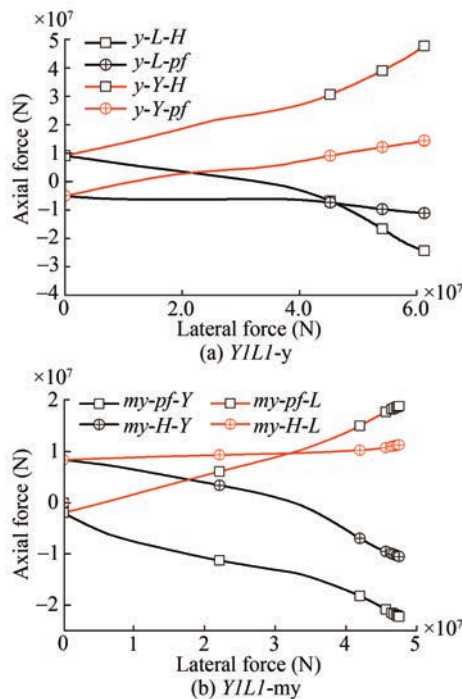 ×10⁷
5
4
3
2
1
0
−1
−2
−3
−4
y-L-H
y-L-pf
y-Y-H
y-Y-pf
Axial force (N)
0 2.0 4.0 6.0
×10⁷
Lateral force (N)
(a) Y1L1-y
×10⁷
2
1
0
−1
−2
my-pf-Y my-pf-L
my-H-Y my-H-L
Axial force (N)
0 1 2 3 4 5
×10⁷
Lateral force (N)
(b) Y1L1-my